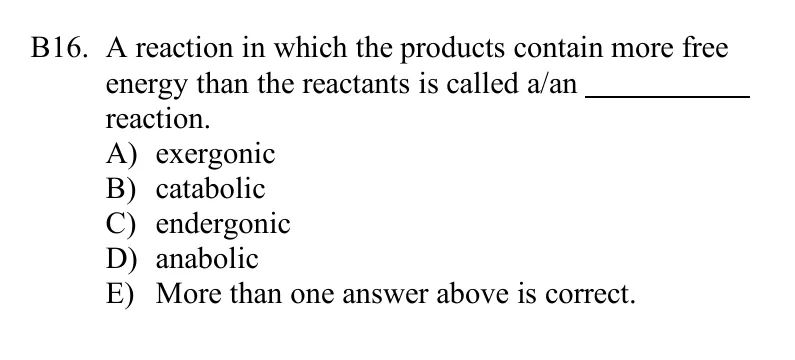 B16. A reaction in which the products contain more free
energy than the reactants is called a/an ____________
reaction.
A) exergonic
B) catabolic
C) endergonic
D) anabolic
E) More than one answer above is correct.